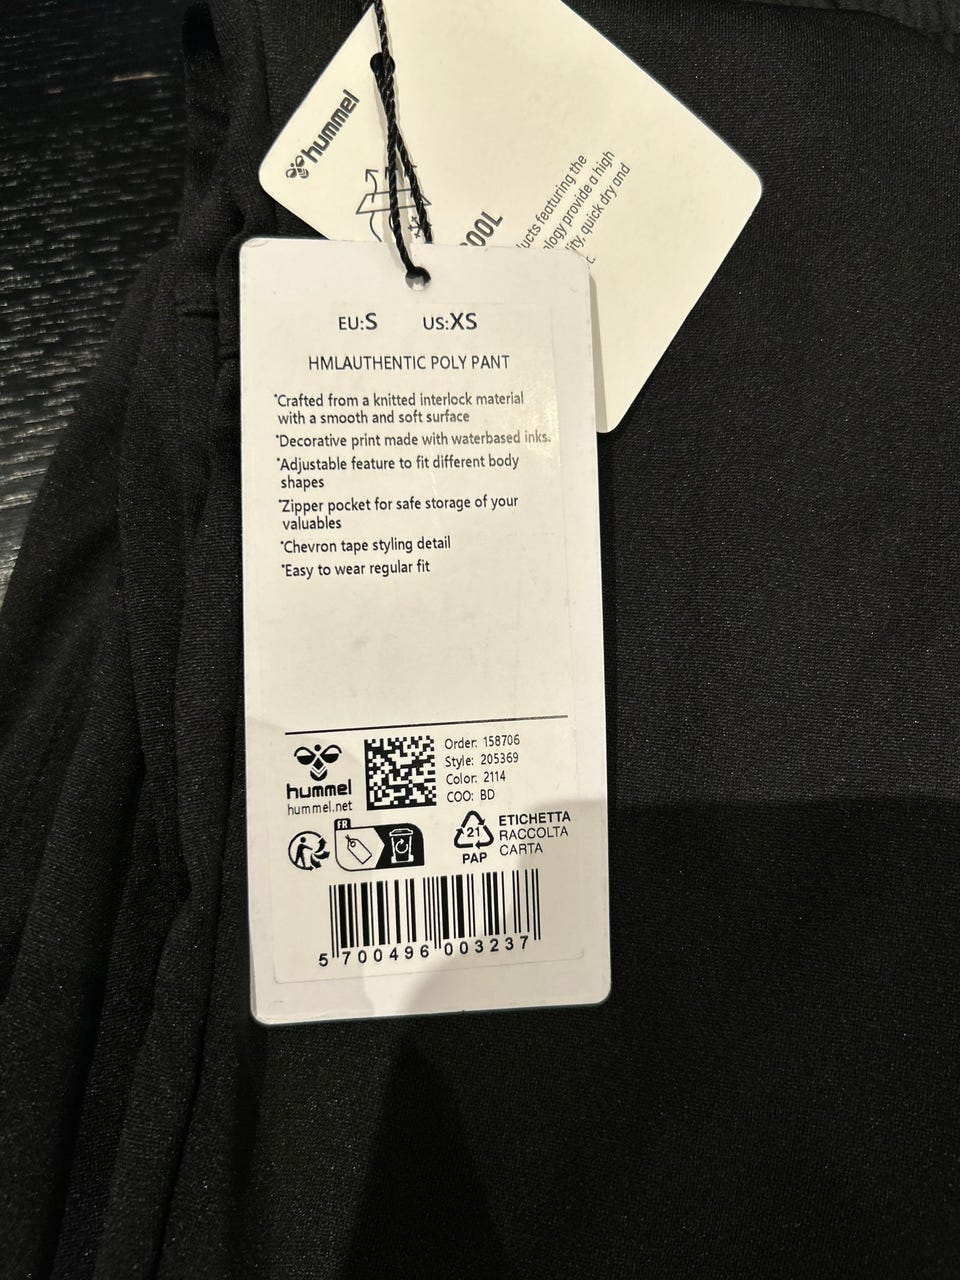 hummel
OOL
ucts featuring the
ology provide a high
ity, quick dry and
t.
EU:S US:XS
HMLAUTHENTIC POLY PANT
*Crafted from a knitted interlock material
with a smooth and soft surface
*Decorative print made with waterbased inks.
*Adjustable feature to fit different body
shapes
*Zipper pocket for safe storage of your
valuables
*Chevron tape styling detail
*Easy to wear regular fit
hummel
hummel.net
Order: 158706
Style: 205369
Color: 2114
COO: BD
FR
21
PAP
ETICHETTA
RACCOLTA
CARTA
5 700496 003237